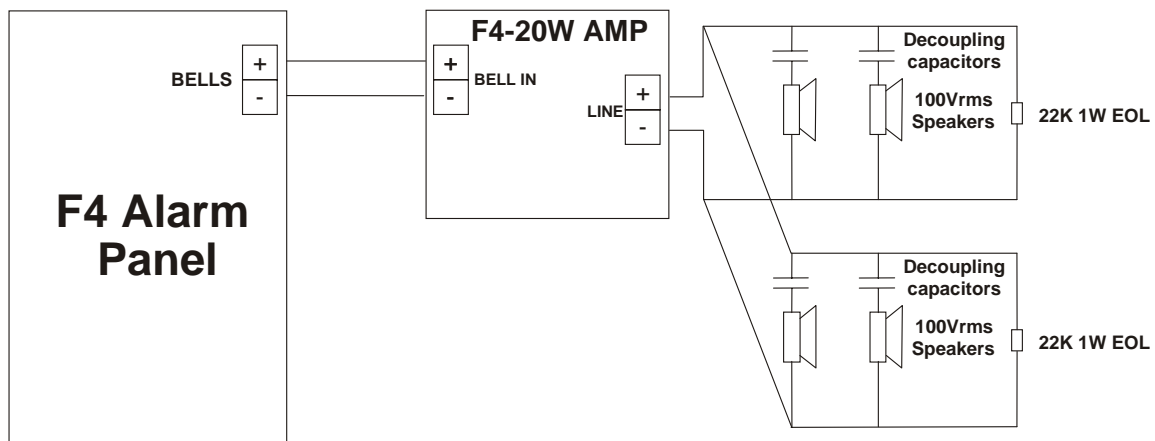 F4 Alarm
Panel
BELLS
+
-
F4-20W AMP
+
-
BELL IN
LINE
+
-
Decoupling
capacitors
100Vrms
Speakers
22K 1W EOL
Decoupling
capacitors
100Vrms
Speakers
22K 1W EOL